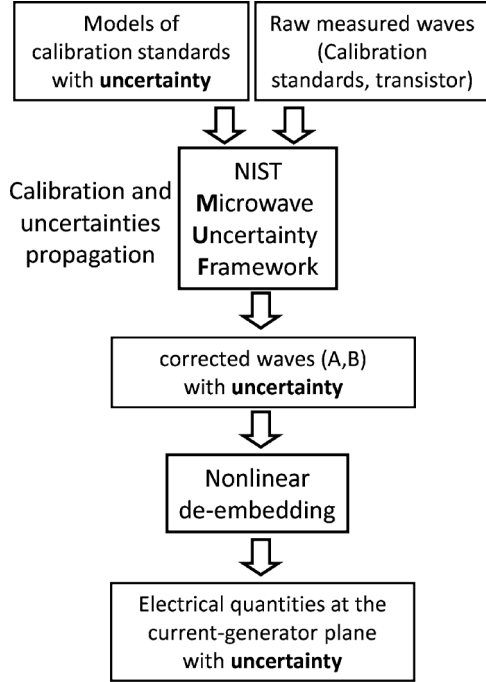 Models of
calibration standards
with uncertainty
Raw measured waves
(Calibration
standards, transistor)
Calibration and
uncertainties
propagation
NIST
Microwave
Uncertainty
Framework
corrected waves (A,B)
with uncertainty
Nonlinear
de-embedding
Electrical quantities at the
current-generator plane
with uncertainty